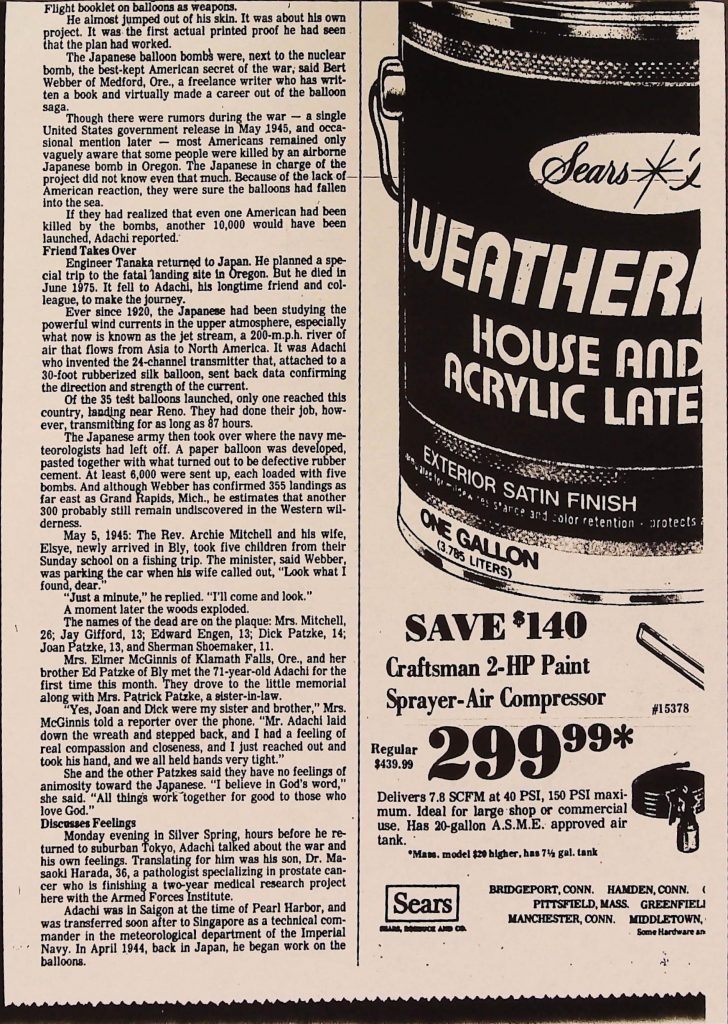 Flight booklet on balloons as weapons.
He almost jumped out of his skin. It was about his own
project. It was the first actual printed proof he had seen
that the plan had worked.
The Japanese balloon bombs were, next to the nuclear
bomb, the best-kept American secret of the war, said Bert
Webber of Medford, Ore., a freelance writer who has writ-
ten a book and virtually made a career out of the balloon
saga.
Though there were rumors during the war — a single
United States government release in May 1945, and occa-
sional mention later — most Americans remained only
vaguely aware that some people were killed by an airborne
Japanese bomb in Oregon. The Japanese in charge of the
project did not know even that much. Because of the lack of
American reaction, they were sure the balloons had fallen
into the sea.
If they had realized that even one American had been
killed by the bombs, another 10,000 would have been
launched, Adachi reported.
Friend Takes Over
Engineer Tanaka returned to Japan. He planned a spe-
cial trip to the fatal landing site in Oregon. But he died in
June 1975. It fell to Adachi, his longtime friend and col-
league, to make the journey.
Ever since 1920, the Japanese had been studying the
powerful wind currents in the upper atmosphere, especially
what now is known as the jet stream, a 200-m.p.h. river of
air that flows from Asia to North America. It was Adachi
who invented the 24-channel transmitter that, attached to a
30-foot rubberized silk balloon, sent back data confirming
the direction and strength of the current.
Of the 35 test balloons launched, only one reached this
country, landing near Reno. They had done their job, how-
ever, transmitting for as long as 87 hours.
The Japanese army then took over where the navy me-
teorologists had left off. A paper balloon was developed,
pasted together with what turned out to be defective rubber
cement. At least 6,000 were sent up, each loaded with five
bombs. And although Webber has confirmed 355 landings as
far east as Grand Rapids, Mich., he estimates that another
300 probably still remain undiscovered in the Western wil-
derness.
May 5, 1945: The Rev. Archie Mitchell and his wife,
Elsye, newly arrived in Bly, took five children from their
Sunday school on a fishing trip. The minister, said Webber,
was parking the car when his wife called out, "Look what I
found, dear."
"Just a minute," he replied. "I'll come and look."
A moment later the woods exploded.
The names of the dead are on the plaque: Mrs. Mitchell,
26; Jay Gifford, 13; Edward Engen, 13; Dick Patzke, 14;
Joan Patzke, 13, and Sherman Shoemaker, 11.
Mrs. Elmer McGinnis of Klamath Falls, Ore., and her
brother Ed Patzke of Bly met the 71-year-old Adachi for the
first time this month. They drove to the little memorial
along with Mrs. Patrick Patzke, a sister-in-law.
"Yes, Joan and Dick were my sister and brother," Mrs.
McGinnis told a reporter over the phone. "Mr. Adachi laid
down the wreath and stepped back, and I had a feeling of
real compassion and closeness, and I just reached out and
took his hand, and we all held hands very tight."
She and the other Patzkes said they have no feelings of
animosity toward the Japanese. "I believe in God's word,"
she said. "All things work together for good to those who
love God."
Discusses Feelings
Monday evening in Silver Spring, hours before he re-
turned to suburban Tokyo, Adachi talked about the war and
his own feelings. Translating for him was his son, Dr. Ma-
saoki Harada, 36, a pathologist specializing in prostate can-
cer who is finishing a two-year medical research project
here with the Armed Forces Institute.
Adachi was in Saigon at the time of Pearl Harbor, and
was transferred soon after to Singapore as a technical com-
mander in the meteorological department of the Imperial
Navy. In April 1944, back in Japan, he began work on the
balloons.
Sears
WEATHER
HOUSE AND
ACRYLIC LATE
EXTERIOR SATIN FINISH
stance and color retention · protects
ONE GALLON
(3.785 LITERS)
SAVE $140
Craftsman 2-HP Paint
Sprayer-Air Compressor
#15378
Regular
$439.99
299 99*
Delivers 7.8 SCFM at 40 PSI, 150 PSI maxi-
mum. Ideal for large shop or commercial
use. Has 20-gallon A.S.M.E. approved air
tank.
*Mass. model $20 higher, has 7½ gal. tank
Sears
SEARS, ROEBUCK AND CO.
BRIDGEPORT, CONN. HAMDEN, CONN.
PITTSFIELD, MASS. GREENFIEL
MANCHESTER, CONN. MIDDLETOWN,
Some Hardware an